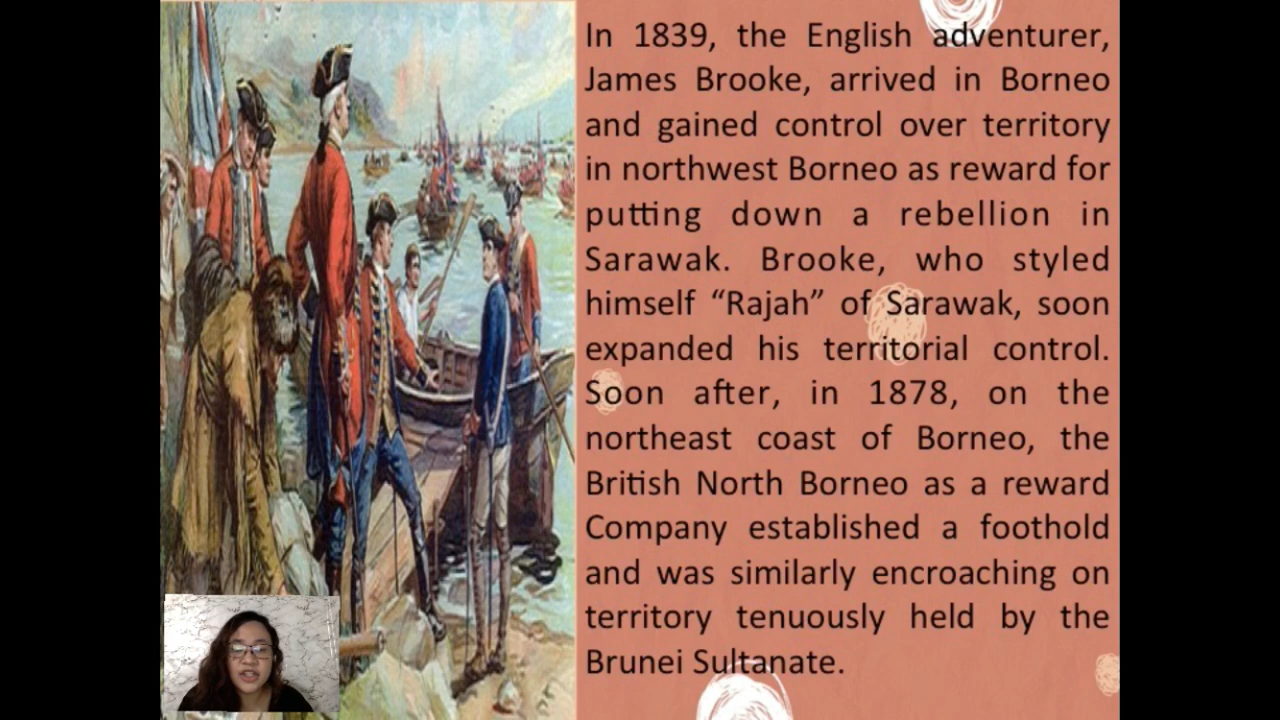 In 1839, the English adventurer,
James Brooke, arrived in Borneo
and gained control over territory
in northwest Borneo as reward for
putting down a rebellion in
Sarawak. Brooke, who styled
himself “Rajah” of Sarawak, soon
expanded his territorial control.
Soon after, in 1878, on the
northeast coast of Borneo, the
British North Borneo as a reward
Company established a foothold
and was similarly encroaching on
territory tenuously held by the
Brunei Sultanate.